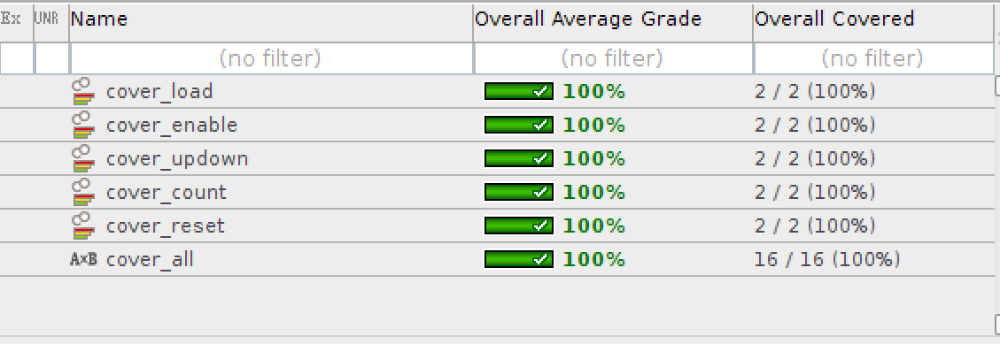 Ex UNR Name Overall Average Grade Overall Covered
(no filter) (no filter) (no filter)
cover_load 100% 2 / 2 (100%)
cover_enable 100% 2 / 2 (100%)
cover_updown 100% 2 / 2 (100%)
cover_count 100% 2 / 2 (100%)
cover_reset 100% 2 / 2 (100%)
A×B cover_all 100% 16 / 16 (100%)